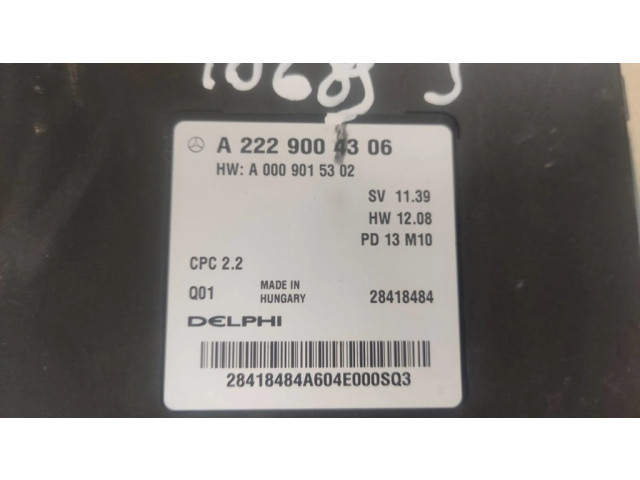 10685 J
A 222 900 43 06
HW: A 000 901 53 02
SV 11.39
HW 12.08
PD 13 M10
CPC 2.2
Q01 MADE IN HUNGARY 28418484
DELPHI
28418484A604E000SQ3